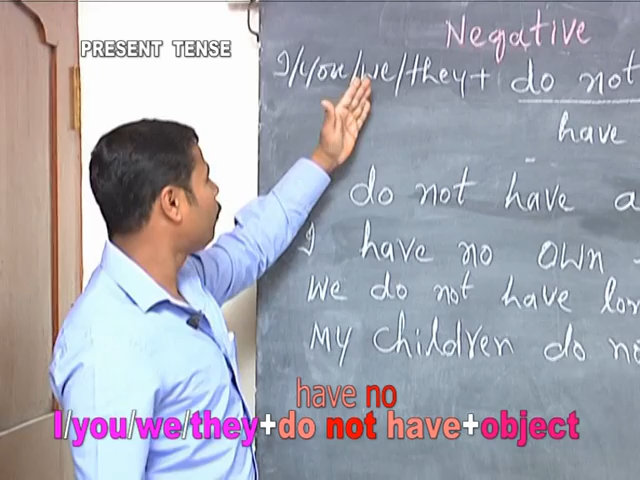 PRESENT TENSE
Negative
I/you/we/they+ do not
have
do not have a
I have no own
We do not have
My children do no
have no
I/you/we/they+do not have+object